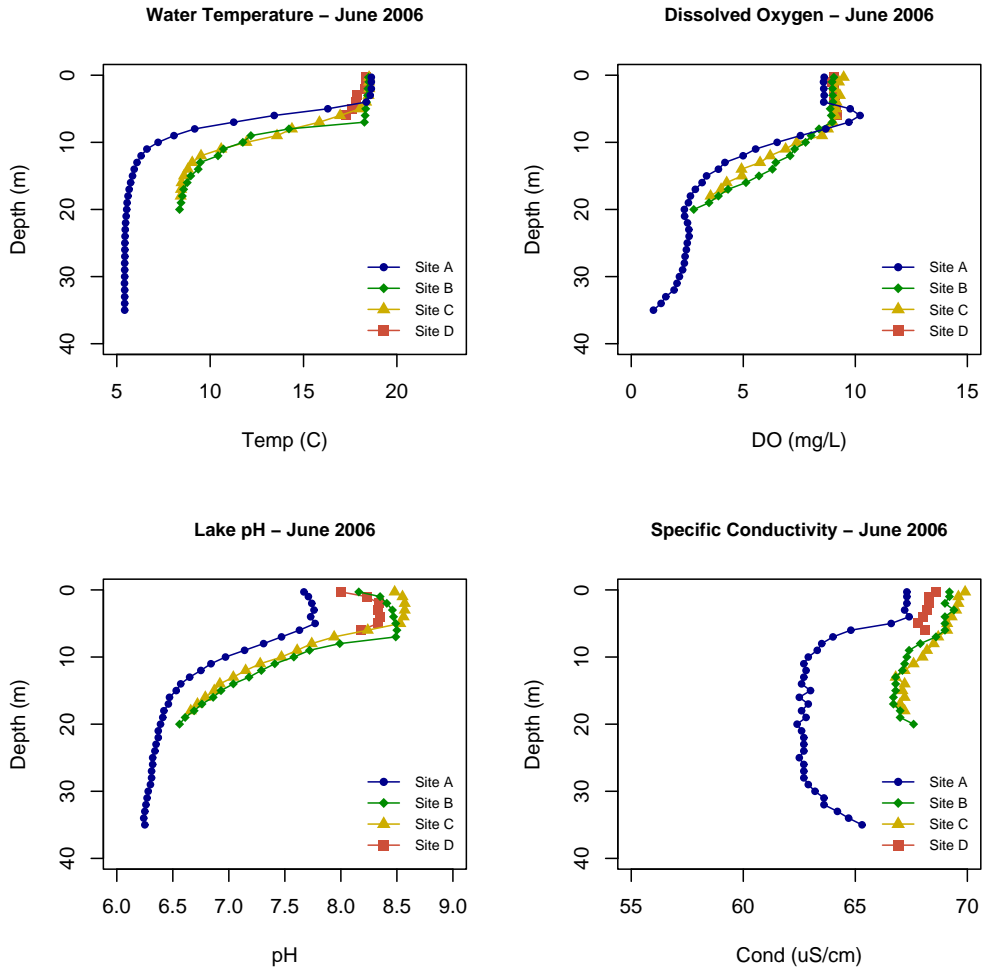 Water Temperature – June 2006
Depth (m)
0
10
20
30
40
5
10
15
20
Temp (C)
Site A
Site B
Site C
Site D
Dissolved Oxygen – June 2006
Depth (m)
0
10
20
30
40
0
5
10
15
DO (mg/L)
Site A
Site B
Site C
Site D
Lake pH – June 2006
Depth (m)
0
10
20
30
40
6.0
6.5
7.0
7.5
8.0
8.5
9.0
pH
Site A
Site B
Site C
Site D
Specific Conductivity – June 2006
Depth (m)
0
10
20
30
40
55
60
65
70
Cond (uS/cm)
Site A
Site B
Site C
Site D